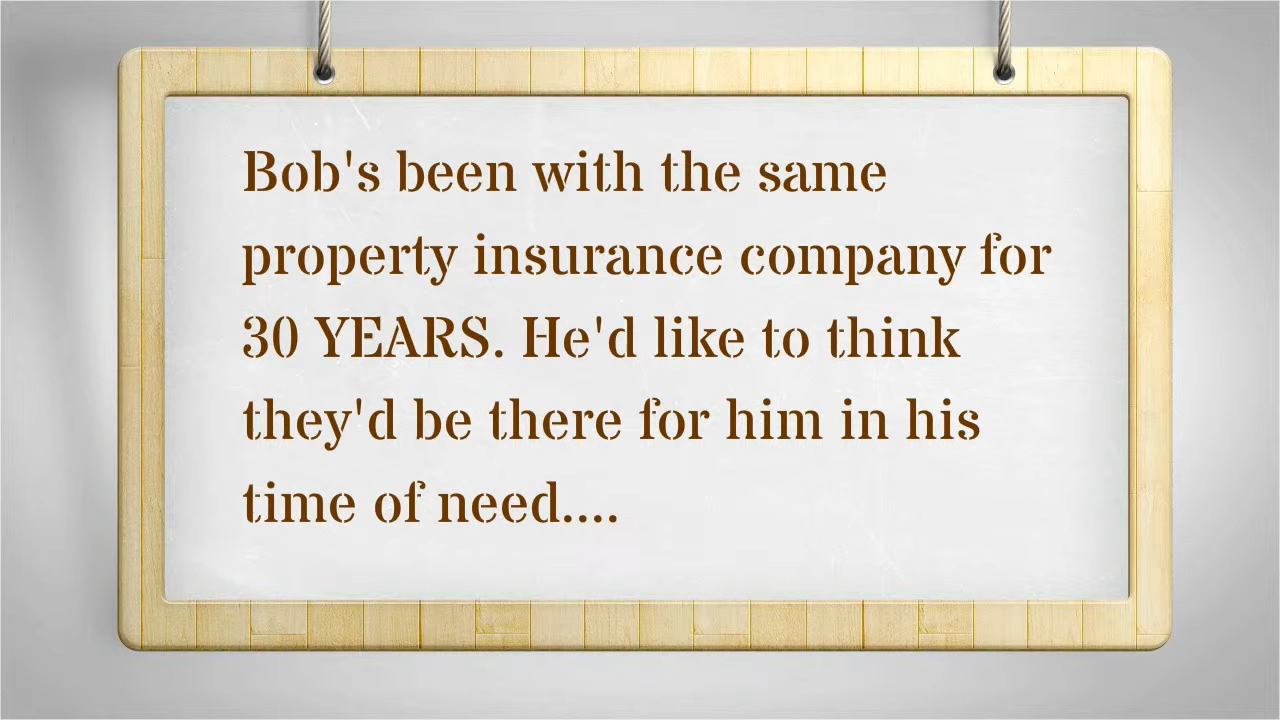 Bob's been with the same
property insurance company for
30 YEARS. He'd like to think
they'd be there for him in his
time of need....